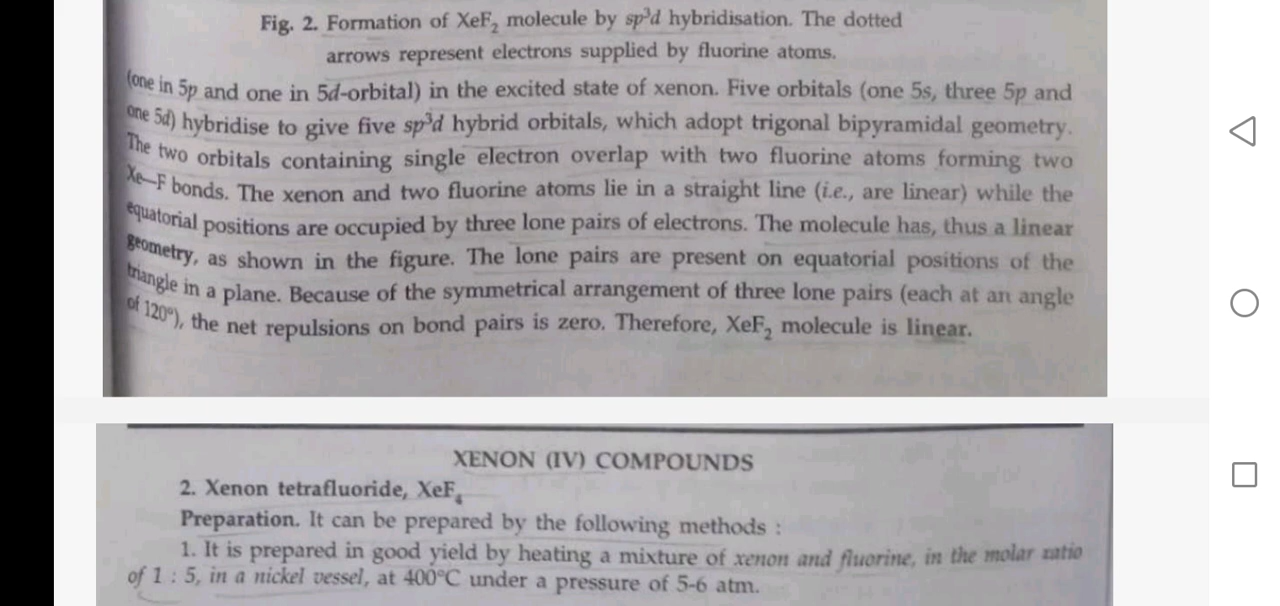 Fig. 2. Formation of XeF₂ molecule by sp³d hybridisation. The dotted
arrows represent electrons supplied by fluorine atoms.
(one in 5p and one in 5d-orbital) in the excited state of xenon. Five orbitals (one 5s, three 5p and
one 5d) hybridise to give five sp³d hybrid orbitals, which adopt trigonal bipyramidal geometry.
The two orbitals containing single electron overlap with two fluorine atoms forming two
Xe—F bonds. The xenon and two fluorine atoms lie in a straight line (i.e., are linear) while the
equatorial positions are occupied by three lone pairs of electrons. The molecule has, thus a linear
geometry, as shown in the figure. The lone pairs are present on equatorial positions of the
triangle in a plane. Because of the symmetrical arrangement of three lone pairs (each at an angle
of 120°), the net repulsions on bond pairs is zero. Therefore, XeF₂ molecule is linear.
XENON (IV) COMPOUNDS
2. Xenon tetrafluoride, XeF₄
Preparation. It can be prepared by the following methods :
1. It is prepared in good yield by heating a mixture of xenon and fluorine, in the molar ratio
of 1 : 5, in a nickel vessel, at 400°C under a pressure of 5-6 atm.